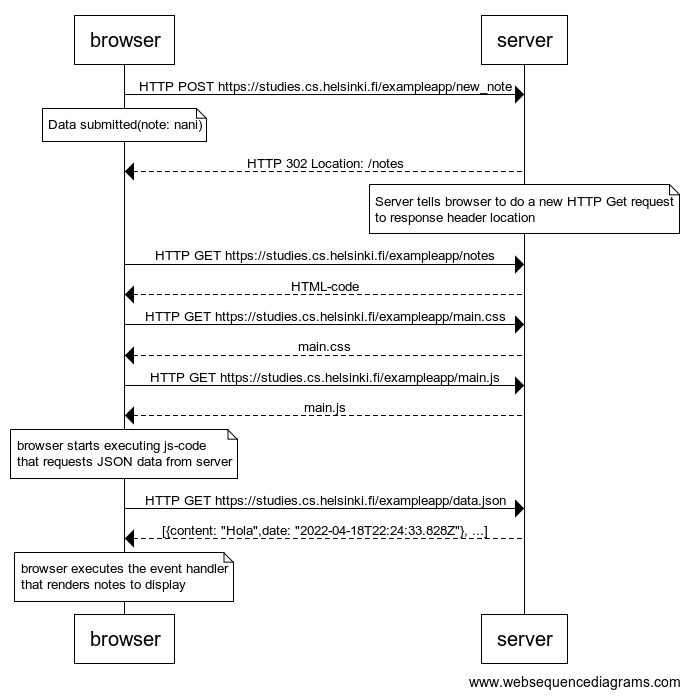 browser
server
HTTP POST https://studies.cs.helsinki.fi/exampleapp/new_note
Data submitted(note: nani)
HTTP 302 Location: /notes
Server tells browser to do a new HTTP Get request
to response header location
HTTP GET https://studies.cs.helsinki.fi/exampleapp/notes
HTML-code
HTTP GET https://studies.cs.helsinki.fi/exampleapp/main.css
main.css
HTTP GET https://studies.cs.helsinki.fi/exampleapp/main.js
main.js
browser starts executing js-code
that requests JSON data from server
HTTP GET https://studies.cs.helsinki.fi/exampleapp/data.json
[{content: "Hola",date: "2022-04-18T22:24:33.828Z"}, ...]
browser executes the event handler
that renders notes to display
browser
server
www.websequencediagrams.com